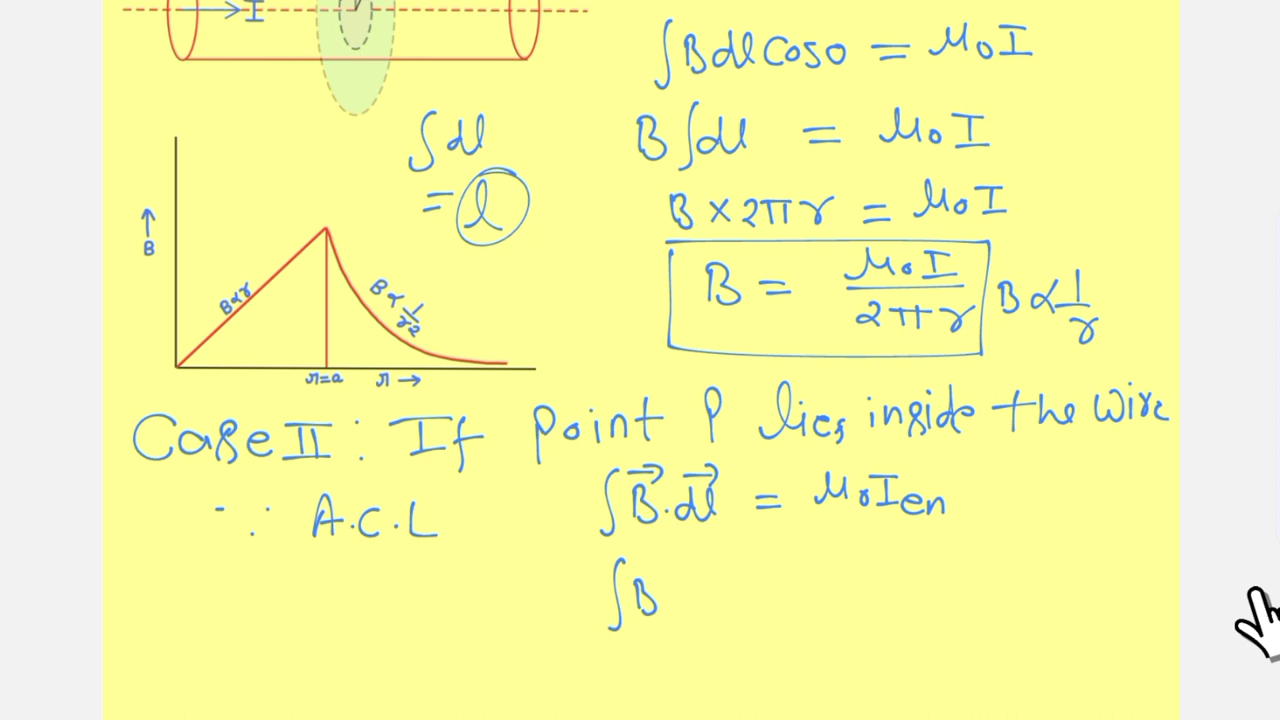 I
∫Bdl cos0 = μ0I
∫dl
= l
B∫dl = μ0I
B × 2πr = μ0I
B = μ0I / 2πr
B ∝ 1/r
↑
B
B∝r
B ∝ 1/r2
r=a
r →
Case II : If point P lies inside the wire
∵ A.C.L
∫B⃗.dl⃗ = μ0Ien
∫B